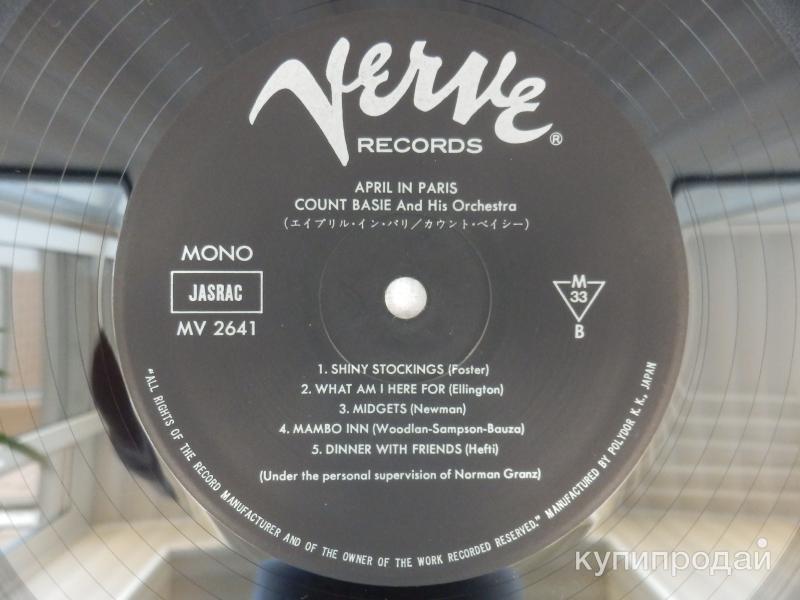 Verve
RECORDS ®
APRIL IN PARIS
COUNT BASIE And His Orchestra
(エイプリル・イン・パリ/カウント・ベイシー)
MONO
JASRAC
MV 2641
M
33
B
1. SHINY STOCKINGS (Foster)
2. WHAT AM I HERE FOR (Ellington)
3. MIDGETS (Newman)
4. MAMBO INN (Woodlan-Sampson-Bauza)
5. DINNER WITH FRIENDS (Hefti)
(Under the personal supervision of Norman Granz)
"ALL RIGHTS OF THE RECORD MANUFACTURER AND OF THE OWNER OF THE WORK RECORDED RESERVED." MANUFACTURED BY POLYDOR K. K., JAPAN
купипродай